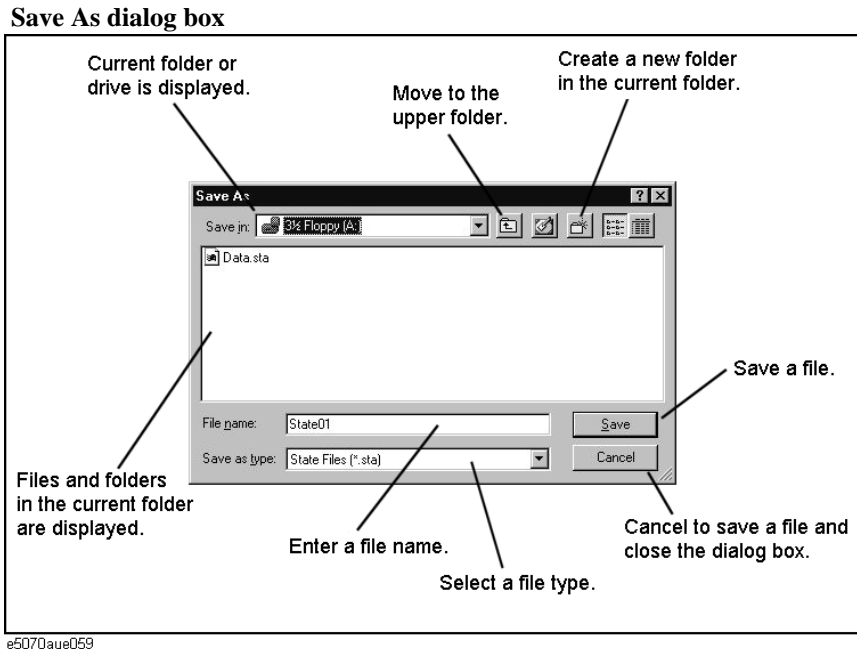 Save As dialog box
Current folder or
drive is displayed.
Move to the
upper folder.
Create a new folder
in the current folder.
Save As
Save in: 3½ Floppy (A:)
Data.sta
Save a file.
File name: State01 Save
Save as type: State Files (*.sta) Cancel
Files and folders
in the current folder
are displayed.
Enter a file name.
Select a file type.
Cancel to save a file and
close the dialog box.
e5070aue059